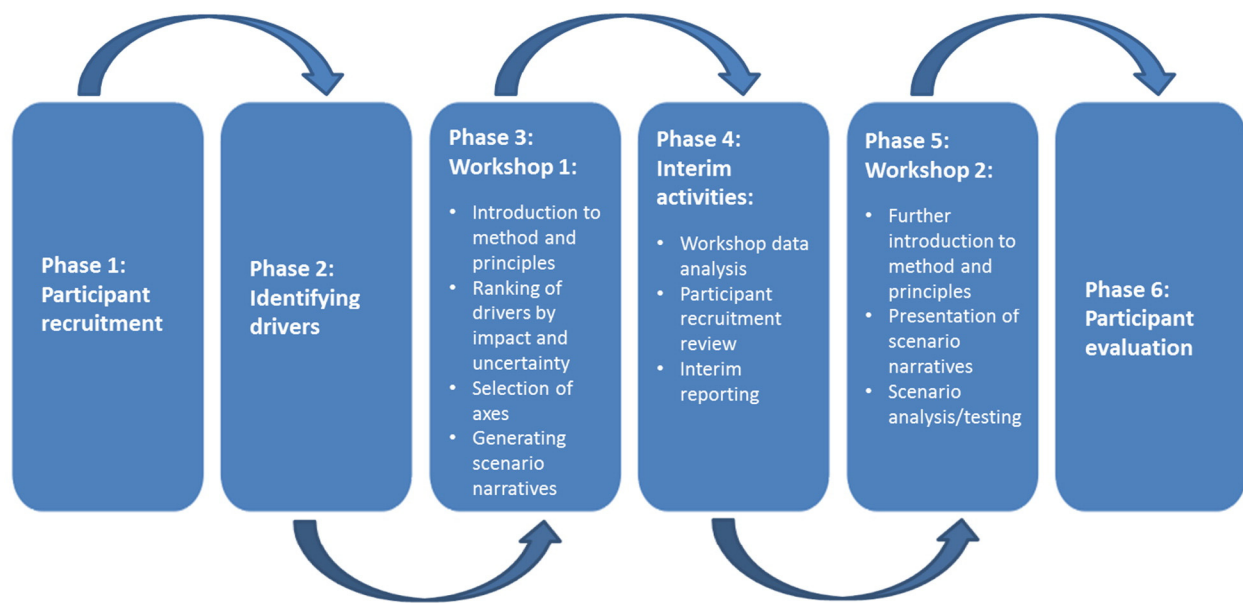 Phase 1:
Participant
recruitment
Phase 2:
Identifying
drivers
Phase 3:
Workshop 1:
• Introduction to
method and
principles
• Ranking of
drivers by
impact and
uncertainty
• Selection of
axes
• Generating
scenario
narratives
Phase 4:
Interim
activities:
• Workshop data
analysis
• Participant
recruitment
review
• Interim
reporting
Phase 5:
Workshop 2:
• Further
introduction to
method and
principles
• Presentation of
scenario
narratives
• Scenario
analysis/testing
Phase 6:
Participant
evaluation